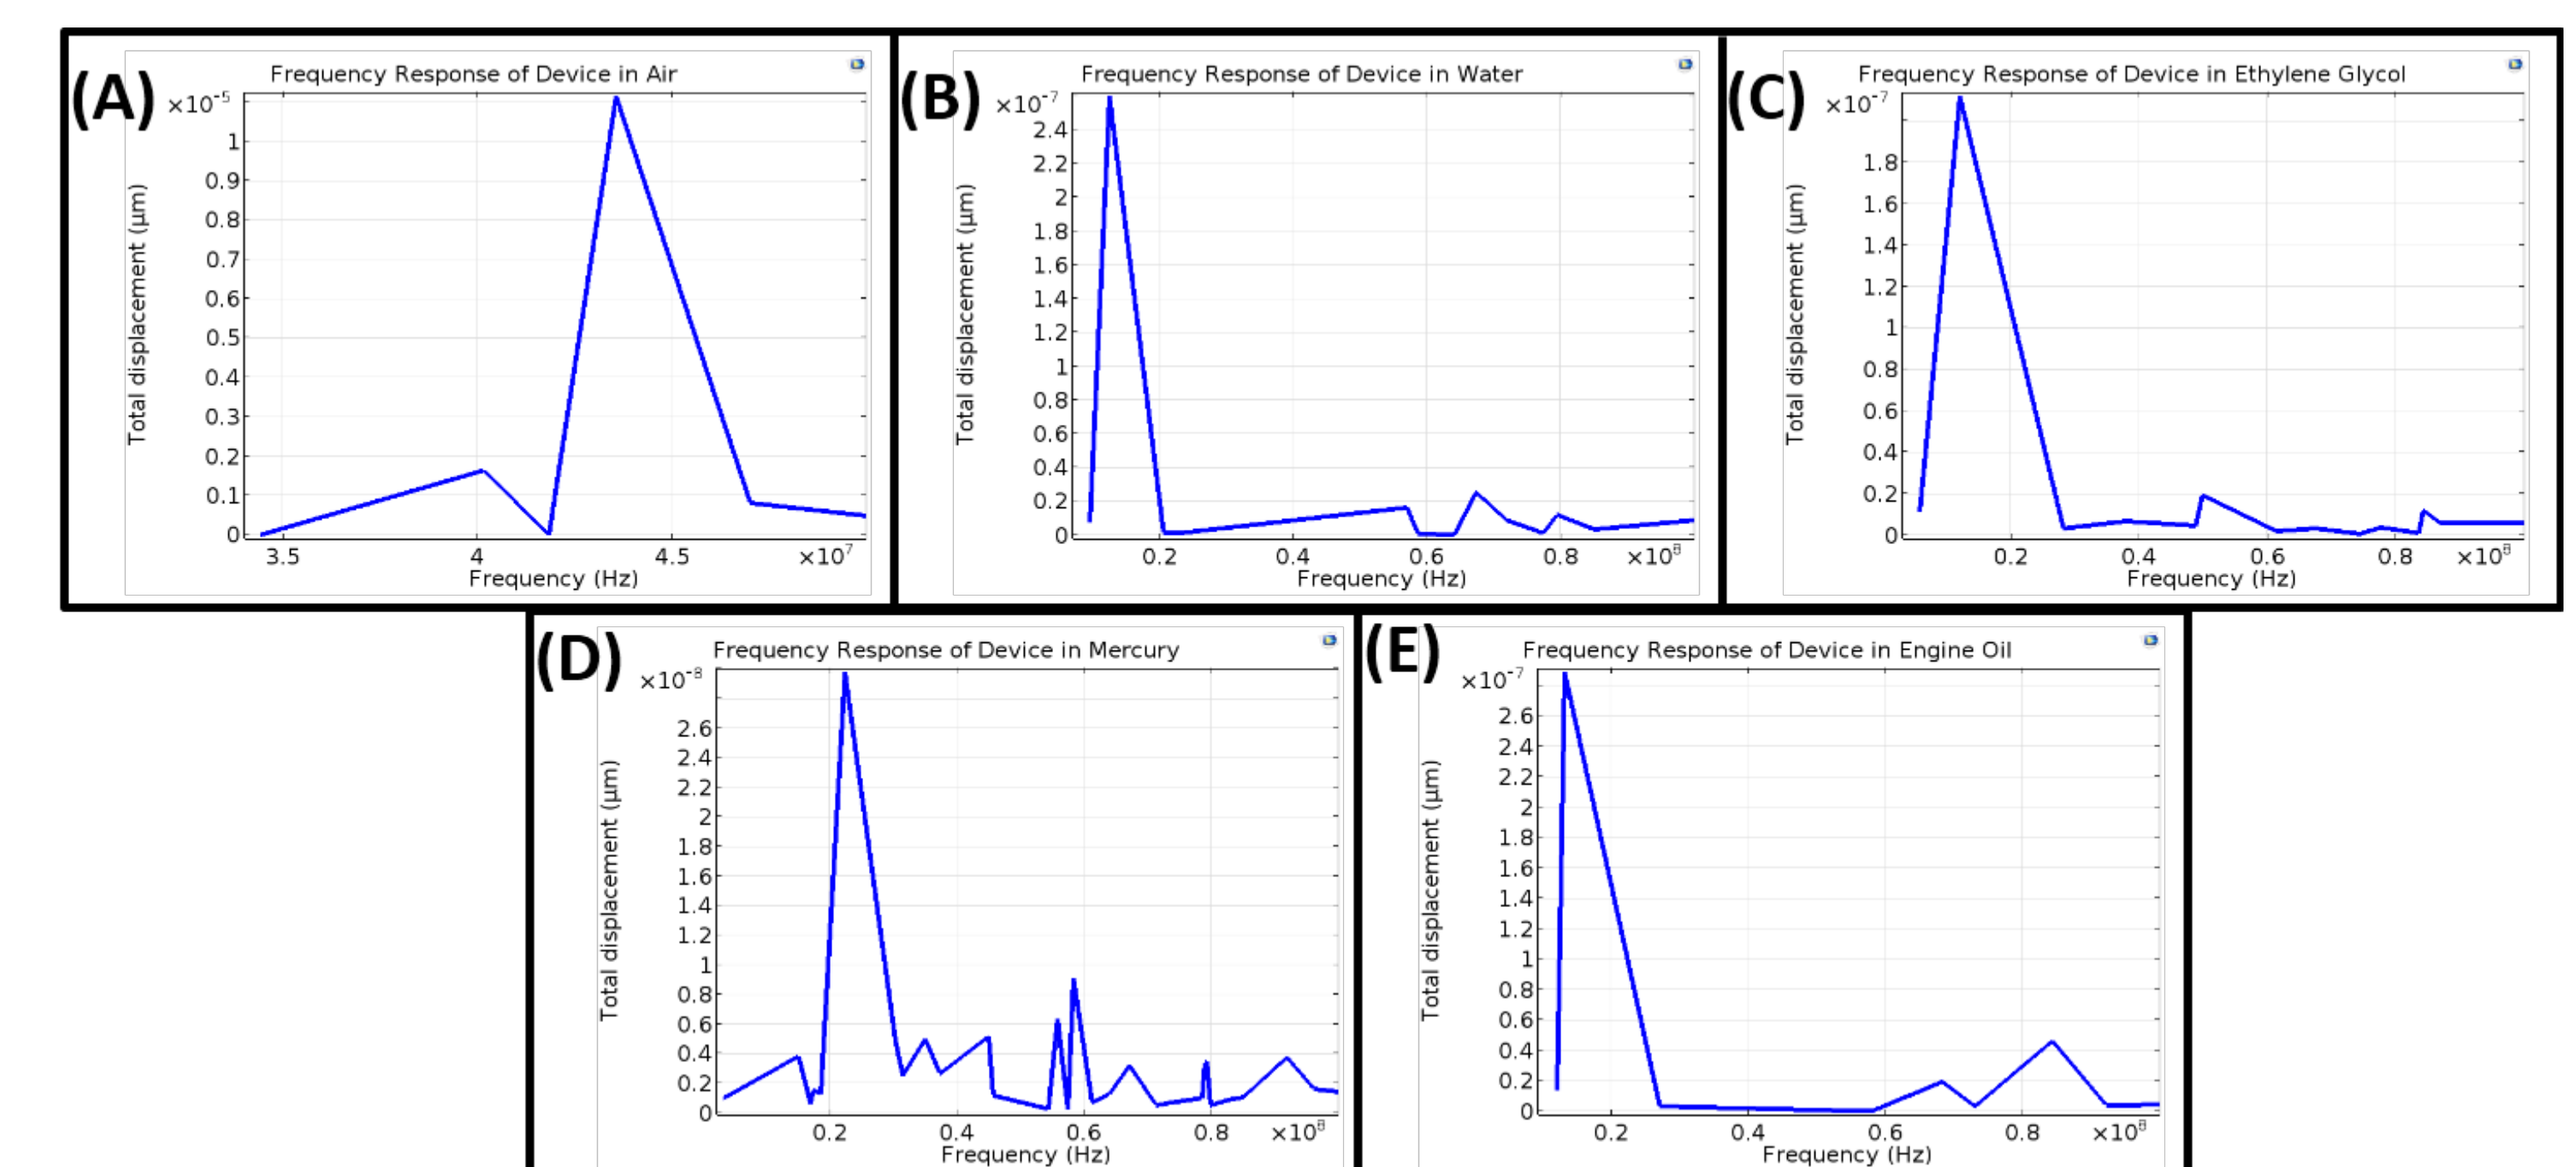 (A)
Frequency Response of Device in Air
×10⁻⁵
Total displacement (μm)
1
0.9
0.8
0.7
0.6
0.5
0.4
0.3
0.2
0.1
0
3.5 4 4.5 ×10⁷
Frequency (Hz)
(B)
Frequency Response of Device in Water
×10⁻⁷
Total displacement (μm)
2.4
2.2
2
1.8
1.6
1.4
1.2
1
0.8
0.6
0.4
0.2
0
0.2 0.4 0.6 0.8 ×10⁸
Frequency (Hz)
(C)
Frequency Response of Device in Ethylene Glycol
×10⁻⁷
Total displacement (μm)
1.8
1.6
1.4
1.2
1
0.8
0.6
0.4
0.2
0
0.2 0.4 0.6 0.8 ×10⁸
Frequency (Hz)
(D)
Frequency Response of Device in Mercury
×10⁻⁸
Total displacement (μm)
2.6
2.4
2.2
2
1.8
1.6
1.4
1.2
1
0.8
0.6
0.4
0.2
0
0.2 0.4 0.6 0.8 ×10⁸
Frequency (Hz)
(E)
Frequency Response of Device in Engine Oil
×10⁻⁷
Total displacement (μm)
2.6
2.4
2.2
2
1.8
1.6
1.4
1.2
1
0.8
0.6
0.4
0.2
0
0.2 0.4 0.6 0.8 ×10⁸
Frequency (Hz)